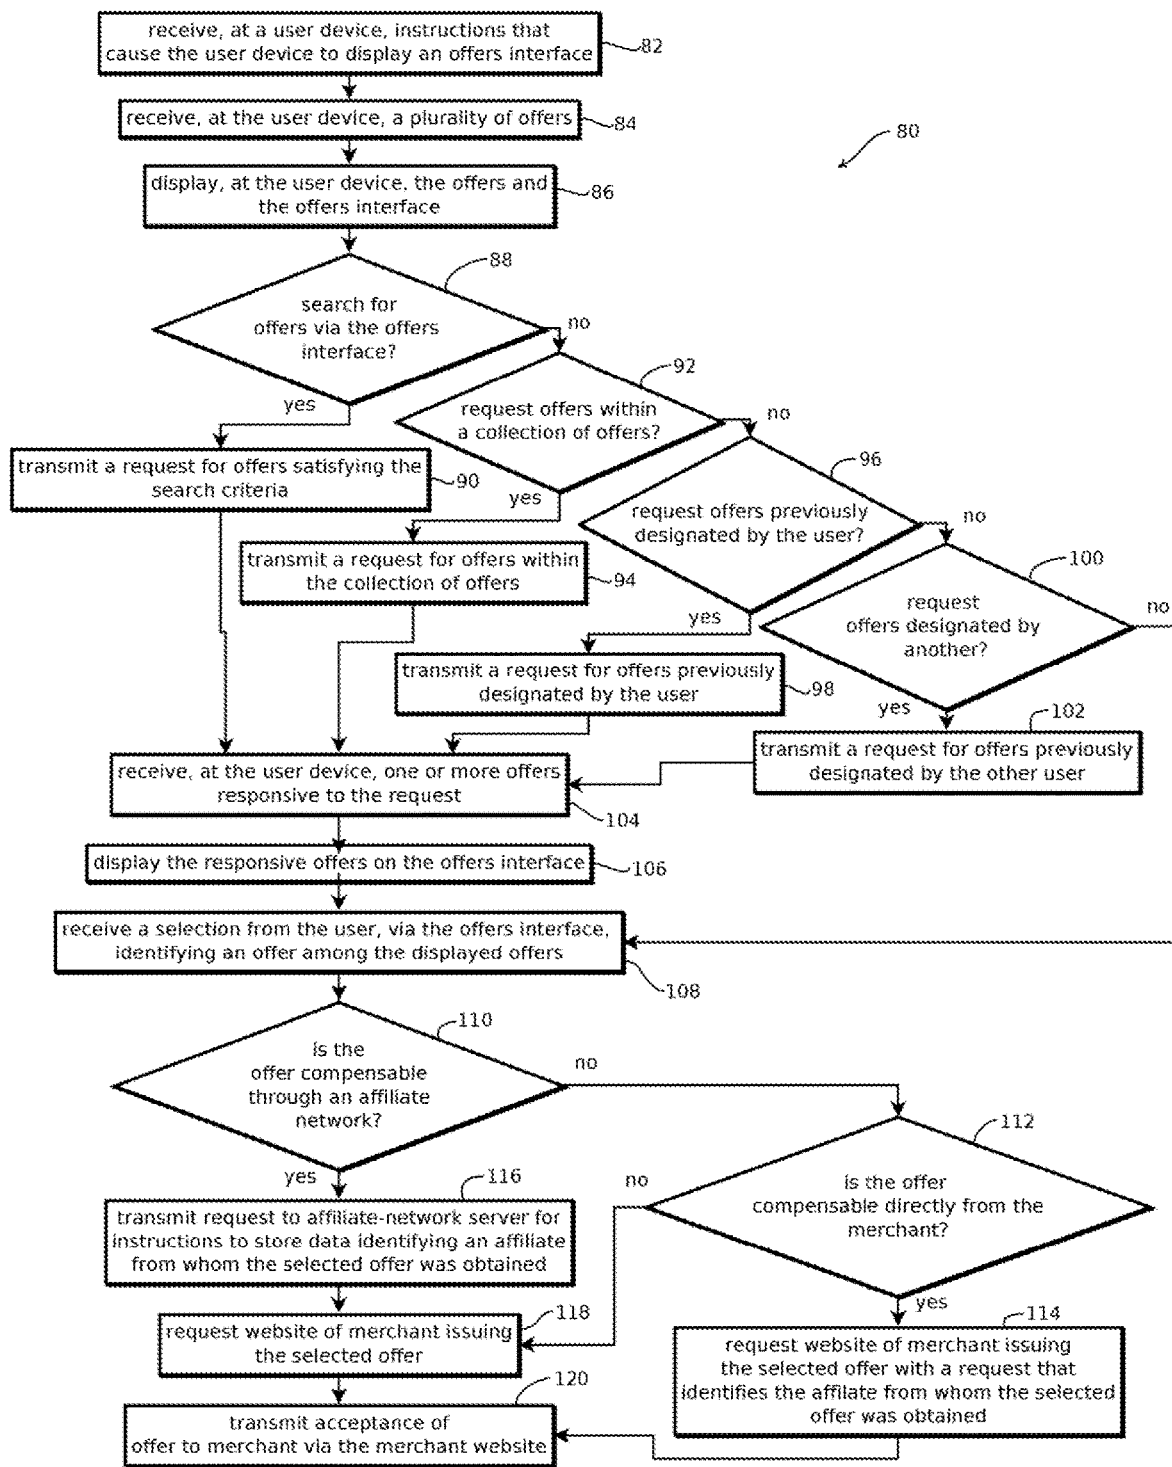 receive, at a user device, instructions that
cause the user device to display an offers interface
82
receive, at the user device, a plurality of offers
84
80
display, at the user device, the offers and
the offers interface
86
88
search for
offers via the offers
interface?
no
yes
92
request offers within
a collection of offers?
no
yes
transmit a request for offers satisfying the
search criteria
90
96
request offers previously
designated by the user?
no
yes
transmit a request for offers within
the collection of offers
94
100
request
offers designated by
another?
no
yes
transmit a request for offers previously
designated by the user
98
102
transmit a request for offers previously
designated by the other user
receive, at the user device, one or more offers
responsive to the request
104
display the responsive offers on the offers interface
106
receive a selection from the user, via the offers interface,
identifying an offer among the displayed offers
108
110
is the
offer compensable
through an affiliate
network?
no
yes
112
is the offer
compensable directly from the
merchant?
no
yes
116
transmit request to affiliate-network server for
instructions to store data identifying an affiliate
from whom the selected offer was obtained
118
request website of merchant issuing
the selected offer
114
request website of merchant issuing
the selected offer with a request that
identifies the affilate from whom the selected
offer was obtained
120
transmit acceptance of
offer to merchant via the merchant website